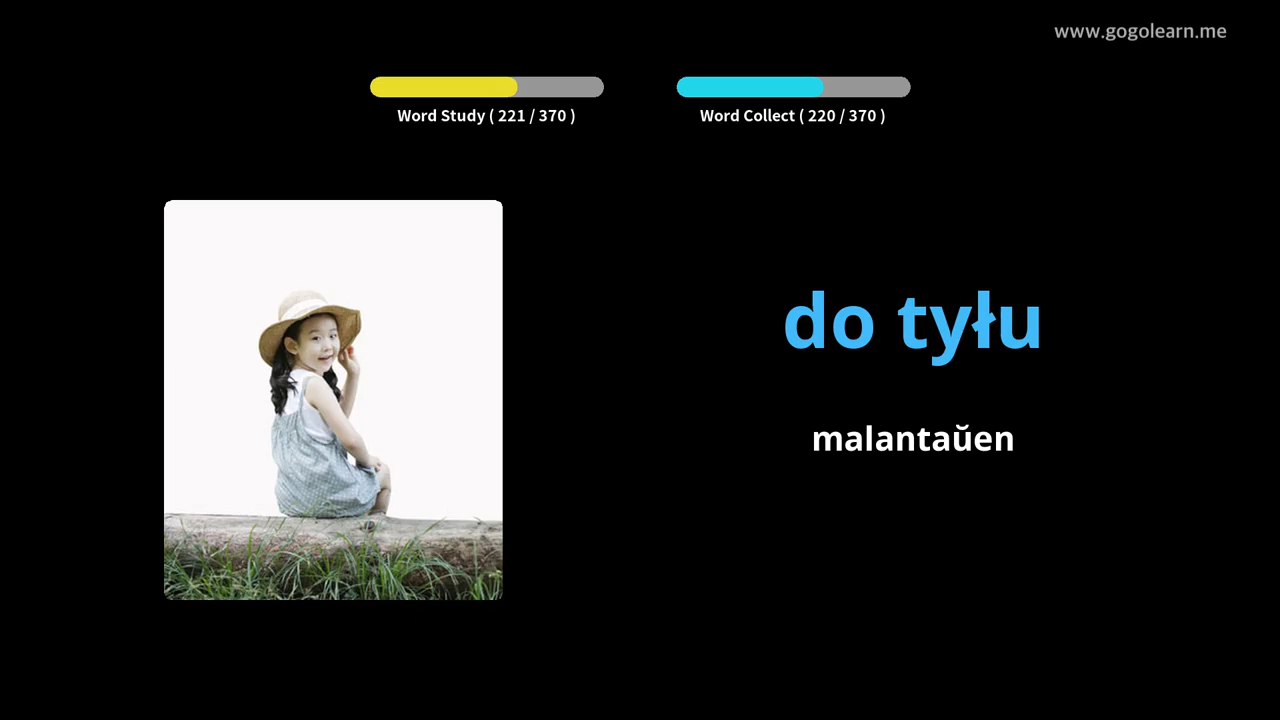 www.gogolearn.me
Word Study ( 221 / 370 )
Word Collect ( 220 / 370 )
do tyłu
malantaŭen